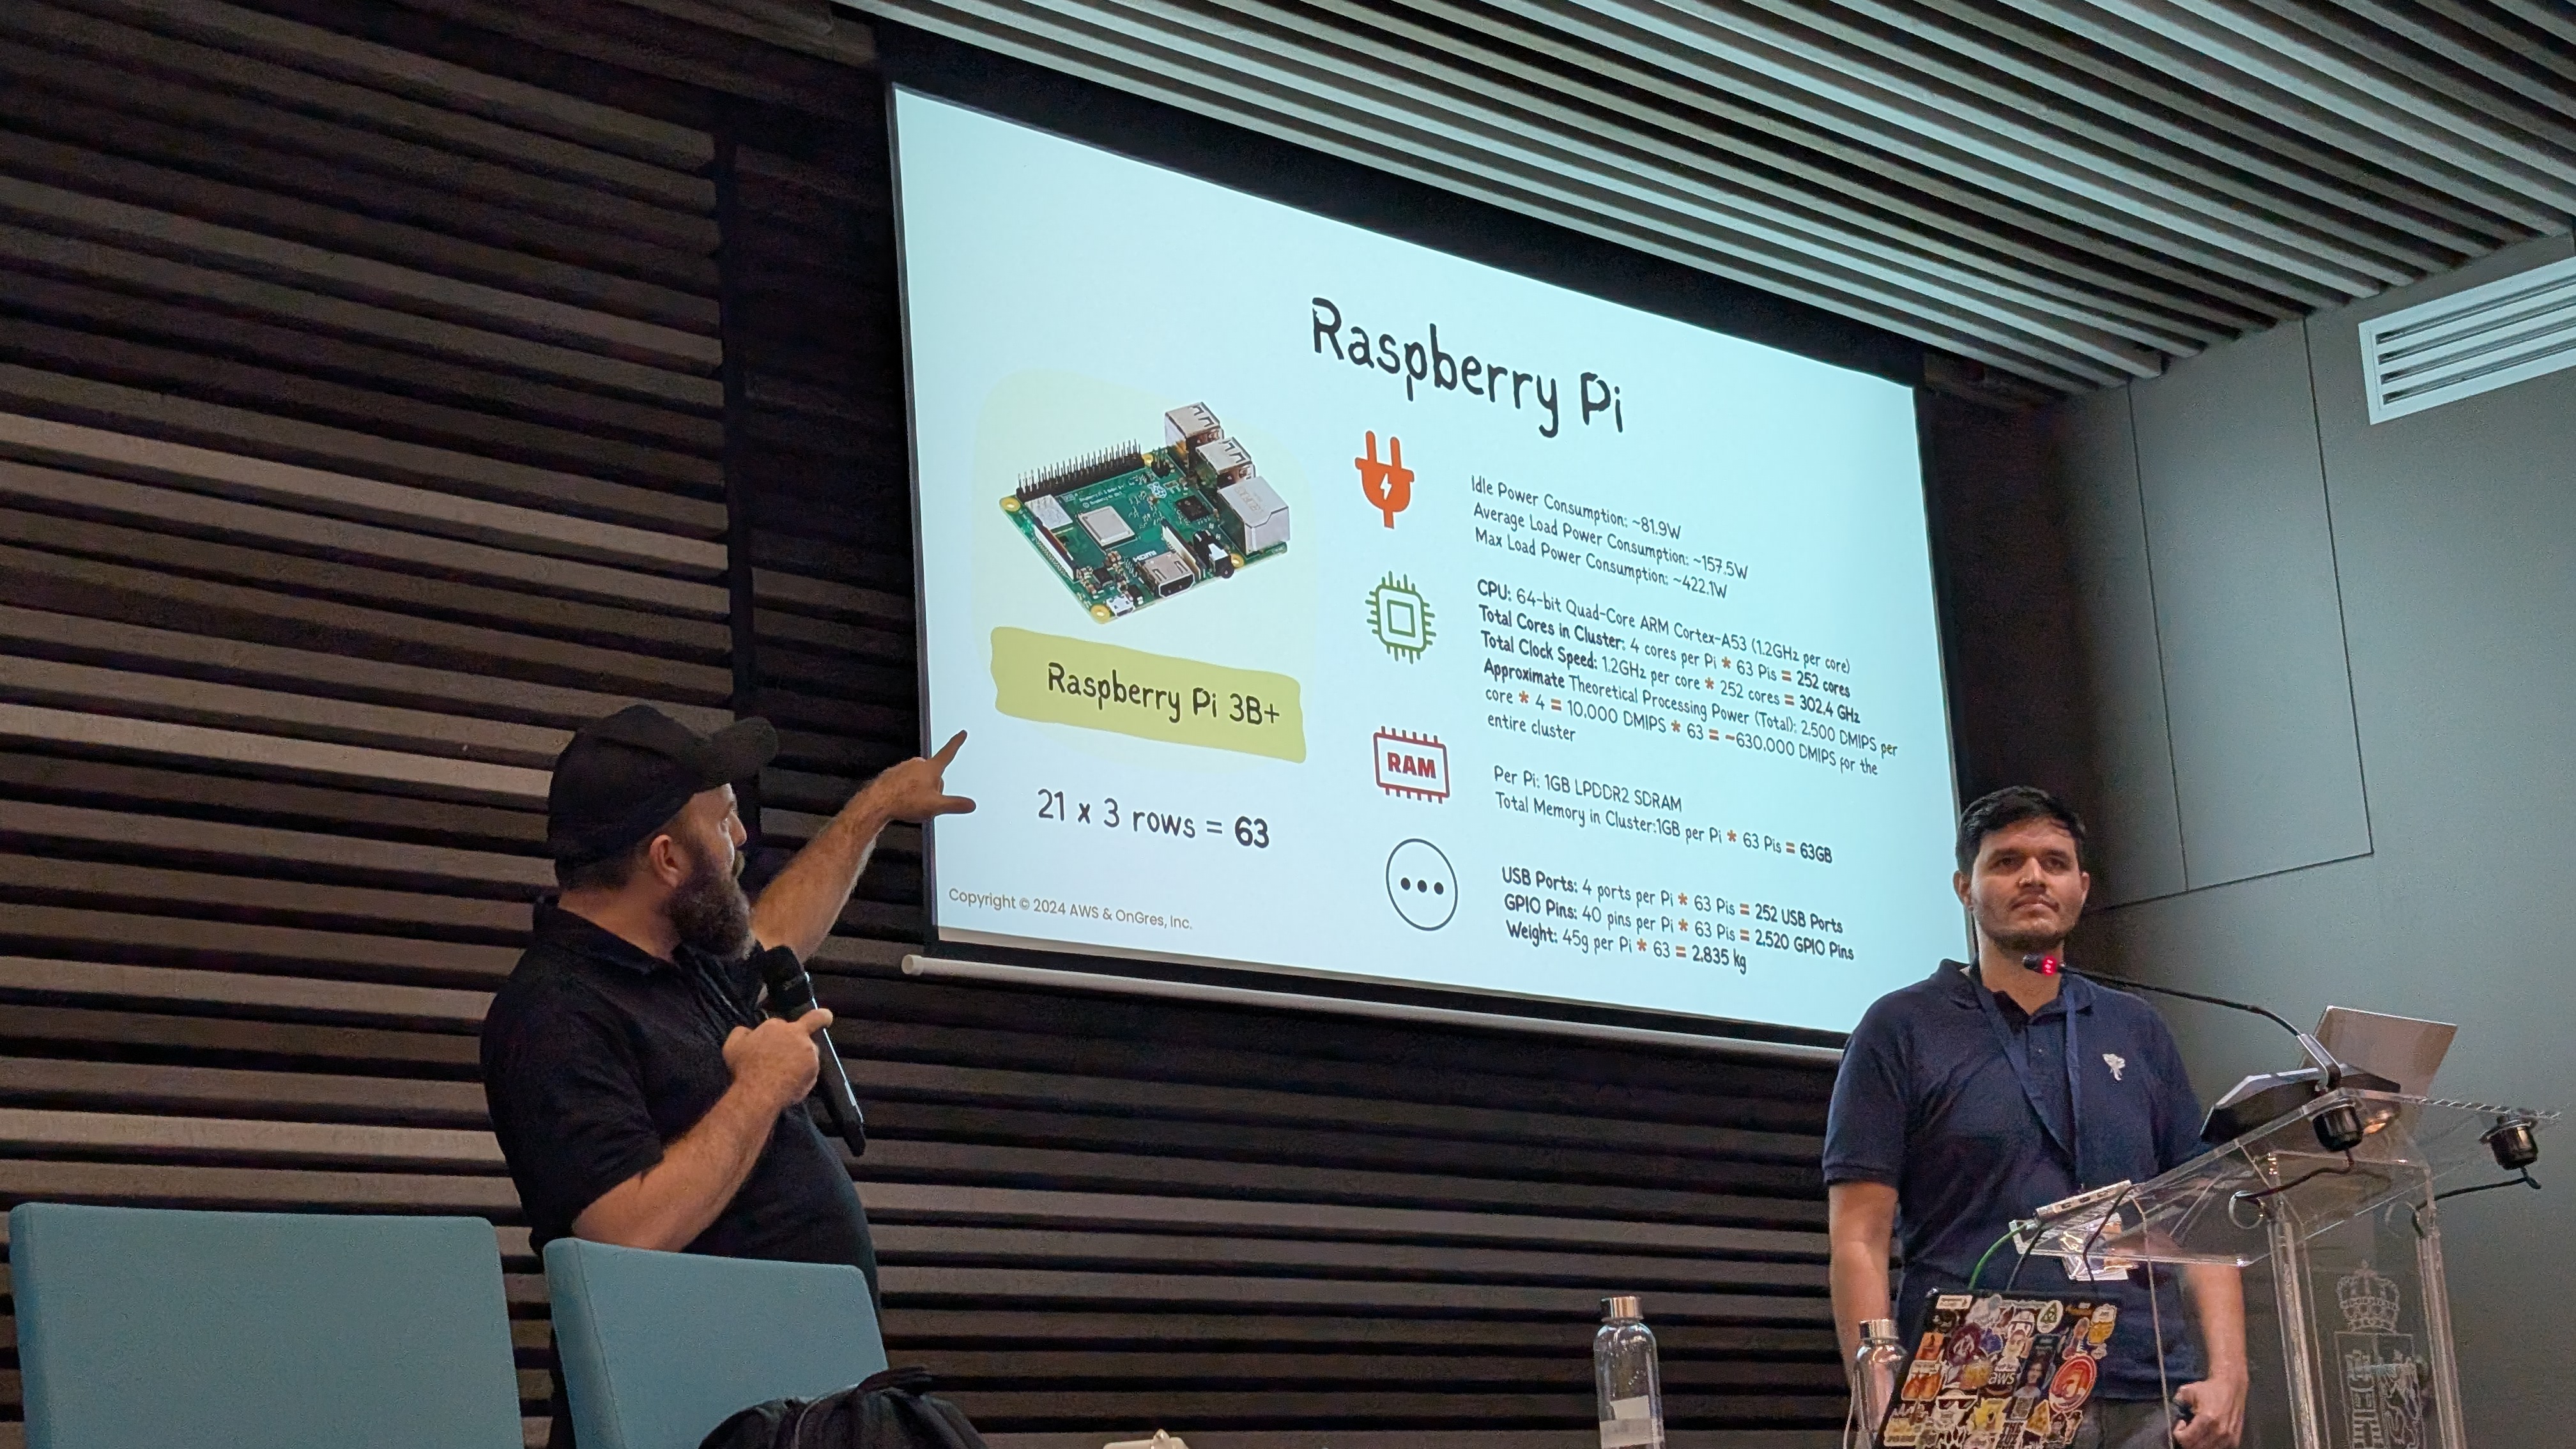 Raspberry Pi
Raspberry Pi 3B+
21 x 3 rows = 63
Copyright © 2024 AWS & OnGres, Inc.
Idle Power Consumption: ~81.9W
Average Load Power Consumption: ~157.5W
Max Load Power Consumption: ~422.1W
CPU: 64-bit Quad-Core ARM Cortex-A53 (1.2GHz per core)
Total Cores in Cluster: 4 cores per Pi * 63 Pis = 252 cores
Total Clock Speed: 1.2GHz per core * 252 cores = 302.4 GHz
Approximate Theoretical Processing Power (Total): 2,500 DMIPS per
core * 4 = 10,000 DMIPS * 63 = ~630,000 DMIPS for the
entire cluster
RAM
Per Pi: 1GB LPDDR2 SDRAM
Total Memory in Cluster:1GB per Pi * 63 Pis = 63GB
USB Ports: 4 ports per Pi * 63 Pis = 252 USB Ports
GPIO Pins: 40 pins per Pi * 63 Pis = 2,520 GPIO Pins
Weight: 45g per Pi * 63 = 2.835 kg
HDMI
aws